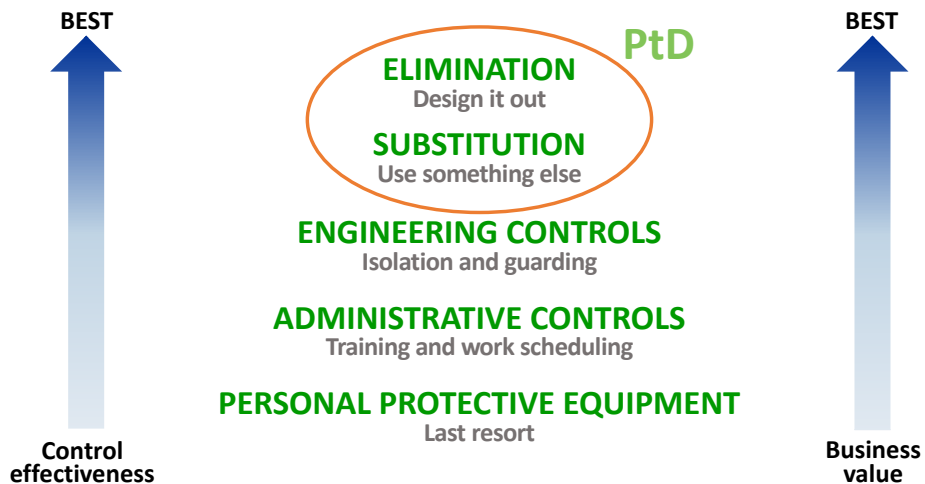 BEST
BEST
PtD
ELIMINATION
Design it out
SUBSTITUTION
Use something else
ENGINEERING CONTROLS
Isolation and guarding
ADMINISTRATIVE CONTROLS
Training and work scheduling
PERSONAL PROTECTIVE EQUIPMENT
Last resort
Control
effectiveness
Business
value